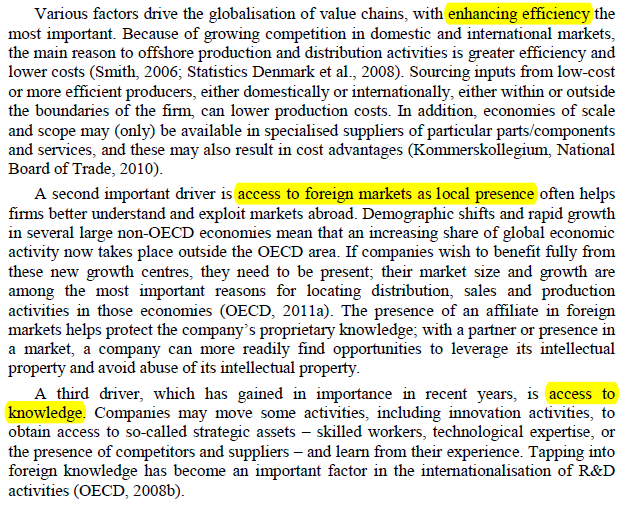 Various factors drive the globalisation of value chains, with enhancing efficiency the
most important. Because of growing competition in domestic and international markets,
the main reason to offshore production and distribution activities is greater efficiency and
lower costs (Smith, 2006; Statistics Denmark et al., 2008). Sourcing inputs from low-cost
or more efficient producers, either domestically or internationally, either within or outside
the boundaries of the firm, can lower production costs. In addition, economies of scale
and scope may (only) be available in specialised suppliers of particular parts/components
and services, and these may also result in cost advantages (Kommerskollegium, National
Board of Trade, 2010).
A second important driver is access to foreign markets as local presence often helps
firms better understand and exploit markets abroad. Demographic shifts and rapid growth
in several large non-OECD economies mean that an increasing share of global economic
activity now takes place outside the OECD area. If companies wish to benefit fully from
these new growth centres, they need to be present; their market size and growth are
among the most important reasons for locating distribution, sales and production
activities in those economies (OECD, 2011a). The presence of an affiliate in foreign
markets helps protect the company's proprietary knowledge; with a partner or presence in
a market, a company can more readily find opportunities to leverage its intellectual
property and avoid abuse of its intellectual property.
A third driver, which has gained in importance in recent years, is access to
knowledge. Companies may move some activities, including innovation activities, to
obtain access to so-called strategic assets – skilled workers, technological expertise, or
the presence of competitors and suppliers – and learn from their experience. Tapping into
foreign knowledge has become an important factor in the internationalisation of R&D
activities (OECD, 2008b).